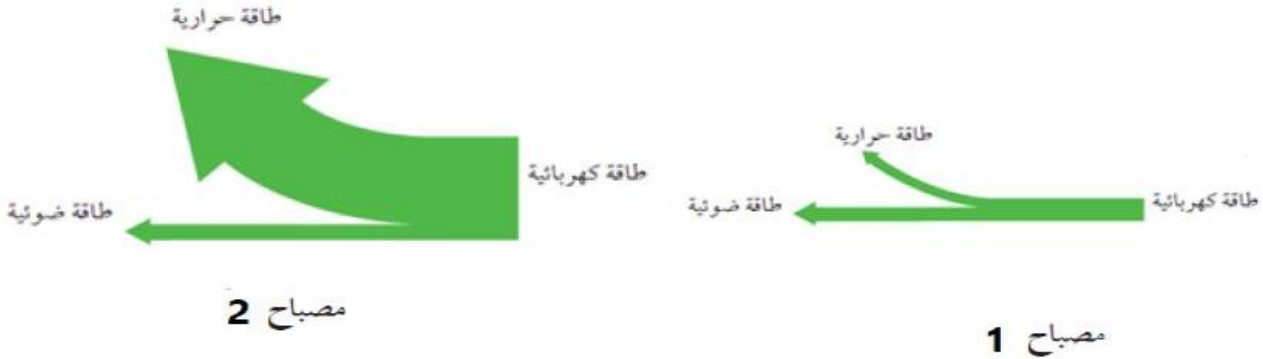 طاقة حرارية
طاقة كهربائية
طاقة ضوئية
مصباح 2
طاقة حرارية
طاقة كهربائية
طاقة ضوئية
مصباح 1